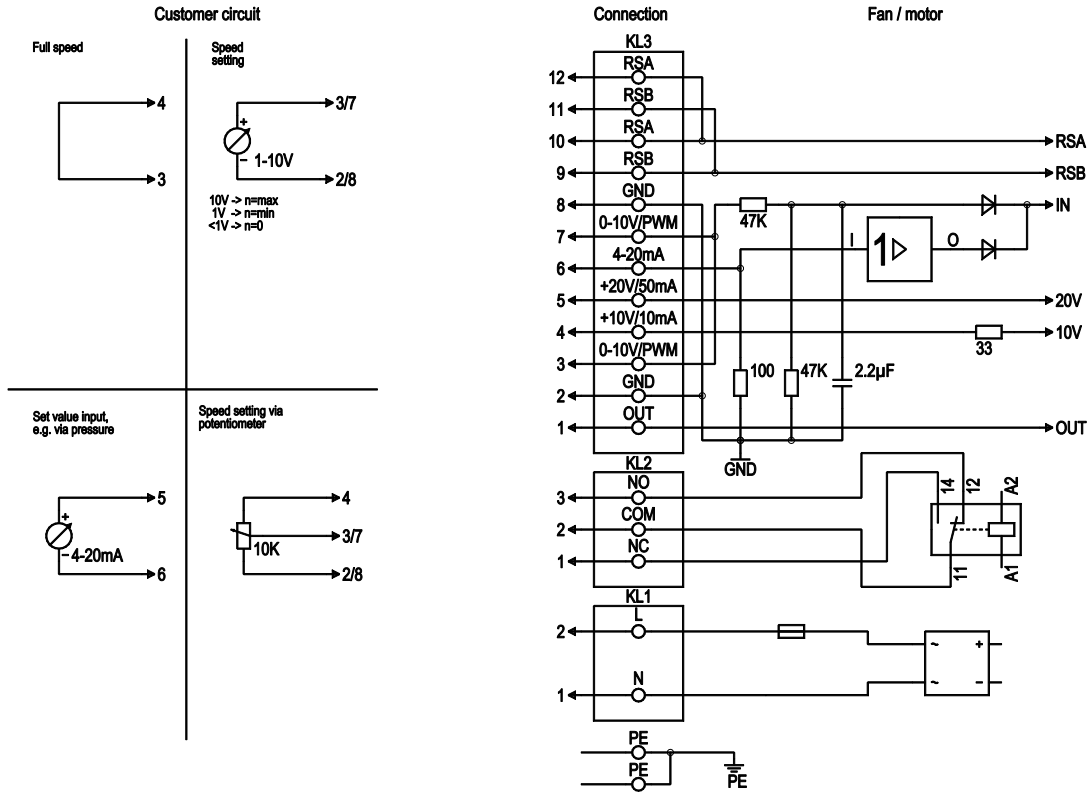 Customer circuit
Connection
Fan / motor
Full speed
4
3
Speed
setting
3/7
+
1-10V
−
2/8
10V -> n=max
1V -> n=min
<1V -> n=0
Set value input,
e.g. via pressure
5
+
4-20mA
−
6
Speed setting via
potentiometer
4
3/7
10K
2/8
KL3
RSA
12
RSB
11
RSA
10
RSA
RSB
9
RSB
GND
8
IN
0-10V/PWM
47K
7
I
1
O
4-20mA
6
+20V/50mA
5
20V
+10V/10mA
4
10V
33
0-10V/PWM
3
100
47K
2.2µF
GND
2
OUT
1
OUT
GND
KL2
NO
3
14
12
A2
COM
2
NC
1
11
A1
KL1
L
2
~
+
N
1
~
−
PE
PE
PE